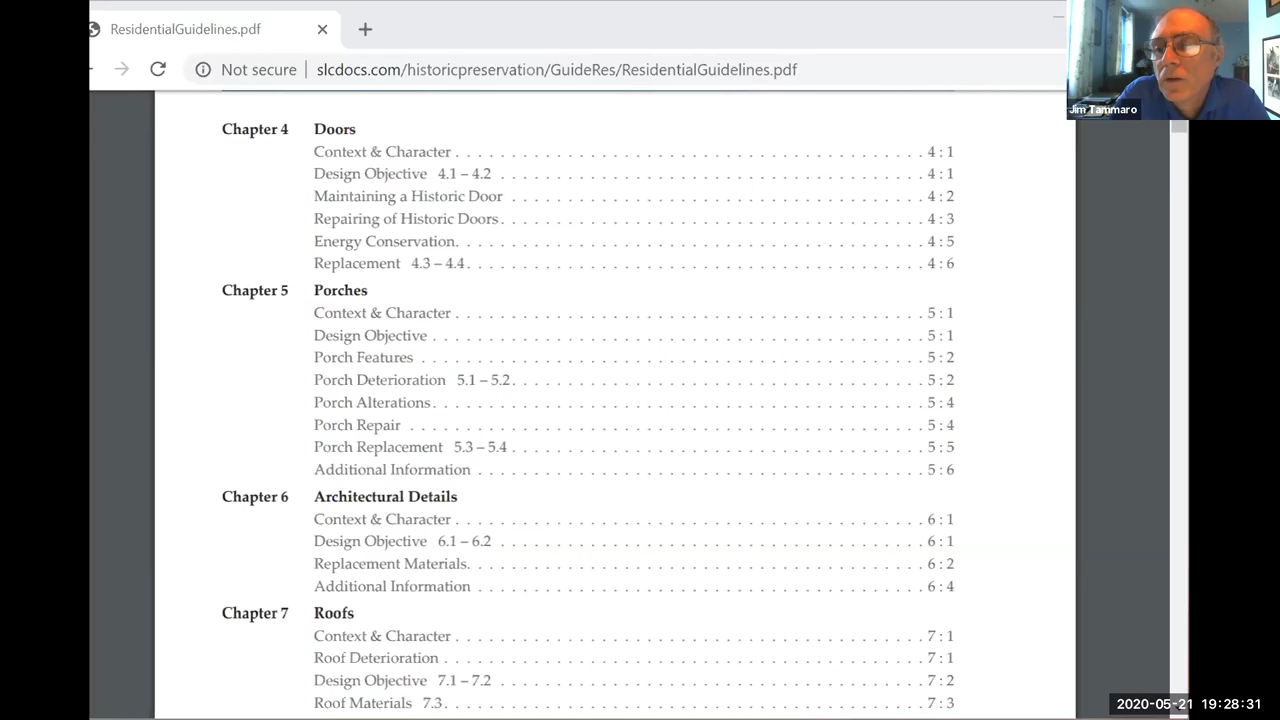 ResidentialGuidelines.pdf
Not secure | slcdocs.com/historicpreservation/GuideRes/ResidentialGuidelines.pdf
Jim Tammaro
Chapter 4 Doors
Context & Character 4 : 1
Design Objective 4.1 – 4.2 4 : 1
Maintaining a Historic Door 4 : 2
Repairing of Historic Doors 4 : 3
Energy Conservation 4 : 5
Replacement 4.3 – 4.4 4 : 6
Chapter 5 Porches
Context & Character 5 : 1
Design Objective 5 : 1
Porch Features 5 : 2
Porch Deterioration 5.1 – 5.2 5 : 2
Porch Alterations 5 : 4
Porch Repair 5 : 4
Porch Replacement 5.3 – 5.4 5 : 5
Additional Information 5 : 6
Chapter 6 Architectural Details
Context & Character 6 : 1
Design Objective 6.1 – 6.2 6 : 1
Replacement Materials 6 : 2
Additional Information 6 : 4
Chapter 7 Roofs
Context & Character 7 : 1
Roof Deterioration 7 : 1
Design Objective 7.1 – 7.2 7 : 2
Roof Materials 7.3 7 : 3
2020-05-21 19:28:31